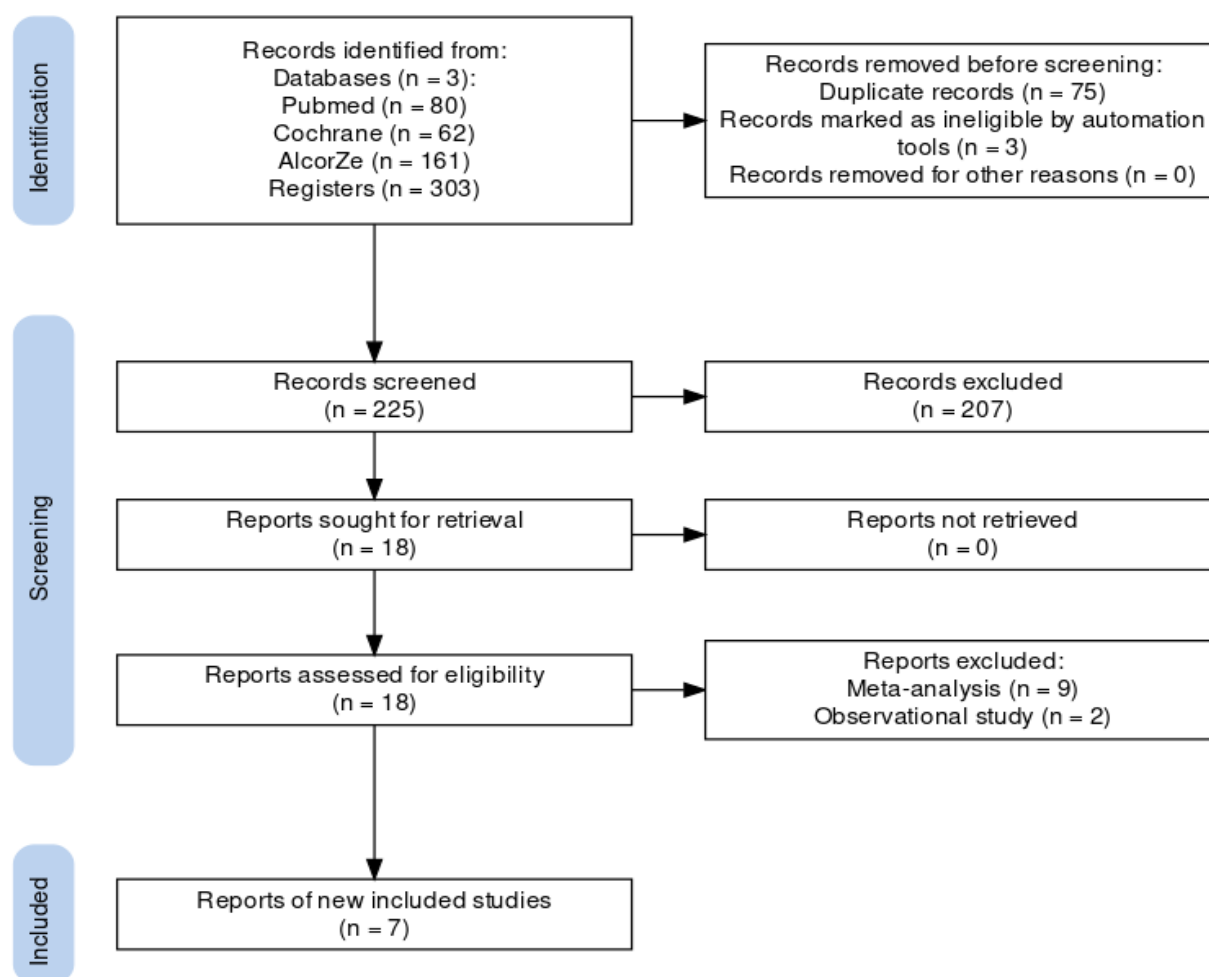 Identification
Records identified from:
Databases (n = 3):
Pubmed (n = 80)
Cochrane (n = 62)
AlcorZe (n = 161)
Registers (n = 303)
Records removed before screening:
Duplicate records (n = 75)
Records marked as ineligible by automation
tools (n = 3)
Records removed for other reasons (n = 0)
Screening
Records screened
(n = 225)
Records excluded
(n = 207)
Reports sought for retrieval
(n = 18)
Reports not retrieved
(n = 0)
Reports assessed for eligibility
(n = 18)
Reports excluded:
Meta-analysis (n = 9)
Observational study (n = 2)
Included
Reports of new included studies
(n = 7)